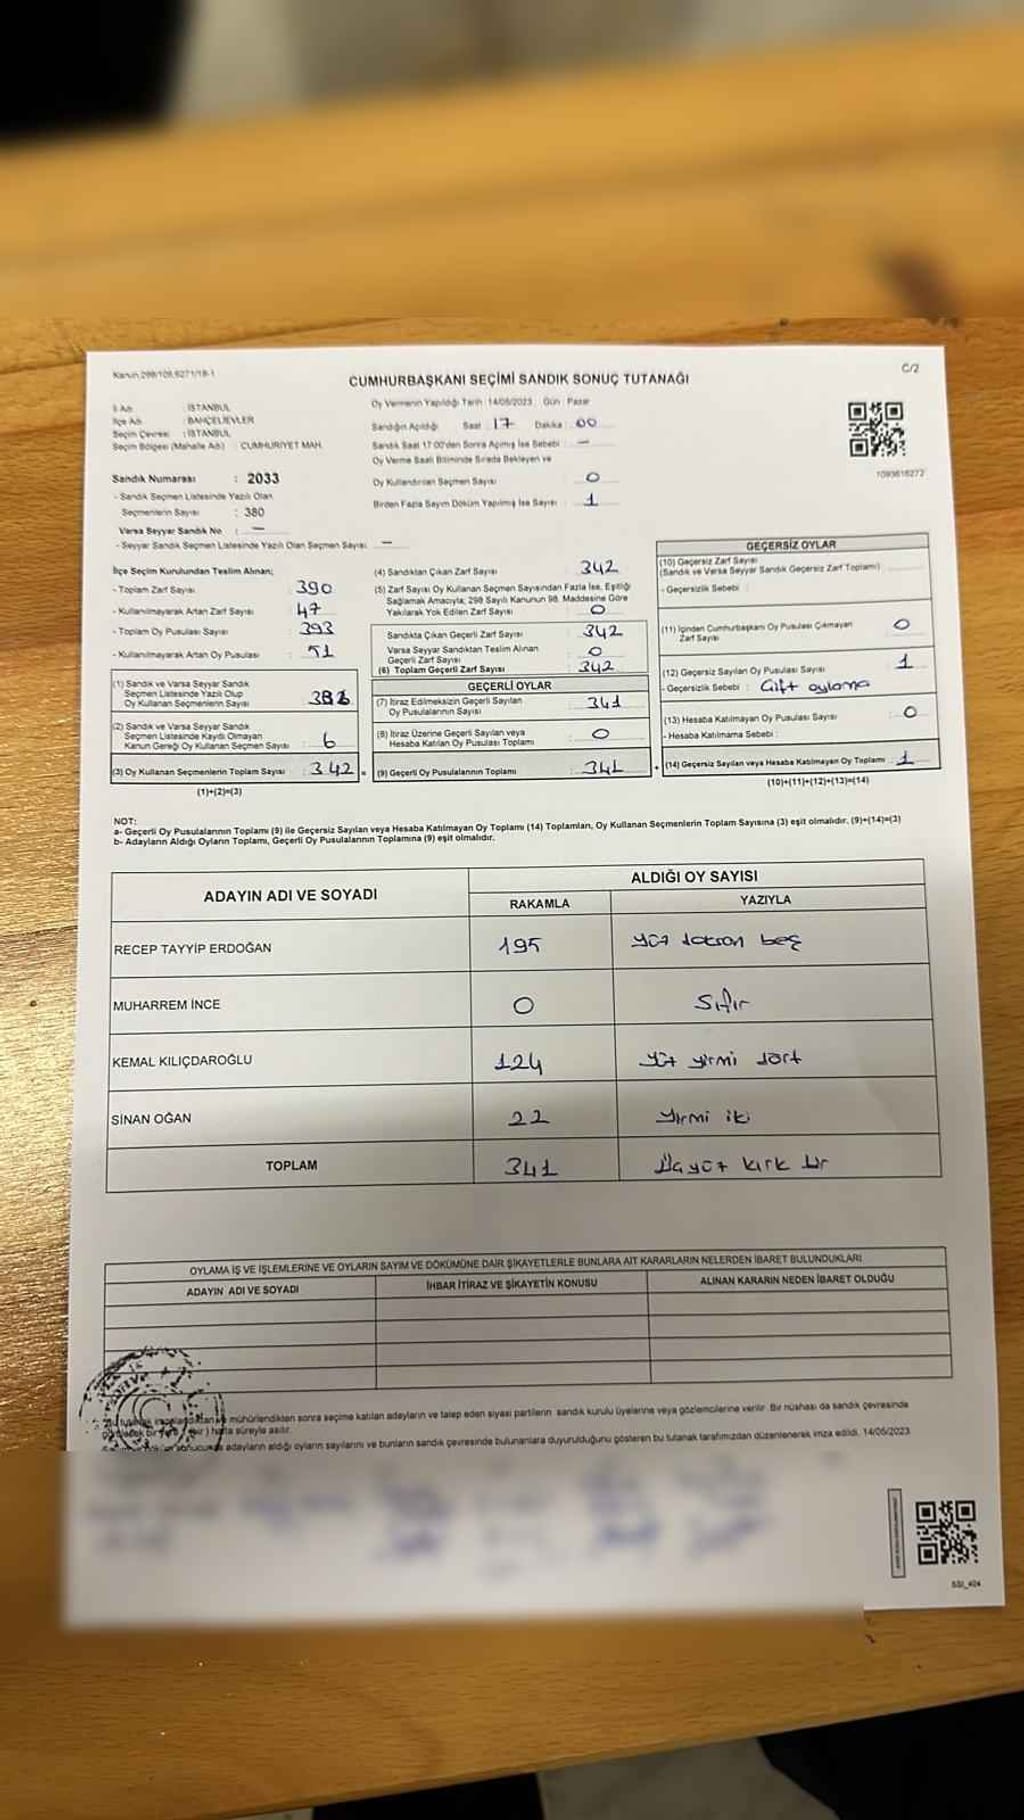 Kanun:298/109,6271/18-1
C/2
CUMHURBAŞKANI SEÇİMİ SANDIK SONUÇ TUTANAĞI
İl Adı : İSTANBUL
İlçe Adı : BAHÇELİEVLER
Seçim Çevresi : İSTANBUL
Seçim Bölgesi (Mahalle Adı) : CUMHURİYET MAH.
Sandık Numarası : 2033
- Sandık Seçmen Listesinde Yazılı Olan
Seçmenlerin Sayısı : 380
Varsa Seyyar Sandık No : –
- Seyyar Sandık Seçmen Listesinde Yazılı Olan Seçmen Sayısı –
Oy Vermenin Yapıldığı Tarih : 14/05/2023 Gün : Pazar
Sandığın Açıldığı Saat : 17 Dakika : 00
Sandık Saat 17:00'den Sonra Açılmış İse Sebebi : –
Oy Verme Saati Bitiminde Sırada Bekleyen ve
Oy Kullandırılan Seçmen Sayısı : 0
Birden Fazla Sayım Döküm Yapılmış İse Sayısı : 1
1093616272
İlçe Seçim Kurulundan Teslim Alınan;
- Toplam Zarf Sayısı : 390
- Kullanılmayarak Artan Zarf Sayısı : 47
- Toplam Oy Pusulası Sayısı : 393
- Kullanılmayarak Artan Oy Pusulası : 51
(1) Sandık ve Varsa Seyyar Sandık
Seçmen Listesinde Yazılı Olup
Oy Kullanan Seçmenlerin Sayısı :
(2) Sandık ve Varsa Seyyar Sandık
Seçmen Listesinde Kaydı Olmayan
Kanun Gereği Oy Kullanan Seçmen Sayısı : 6
(3) Oy Kullanan Seçmenlerin Toplam Sayısı : 342 =
(1)+(2)=(3)
(4) Sandıktan Çıkan Zarf Sayısı : 342
(5) Zarf Sayısı Oy Kullanan Seçmen Sayısından Fazla İse, Eşitliği
Sağlamak Amacıyla; 298 Sayılı Kanunun 98. Maddesine Göre
Yakılarak Yok Edilen Zarf Sayısı : 0
Sandıkta Çıkan Geçerli Zarf Sayısı : 342
Varsa Seyyar Sandıktan Teslim Alınan
Geçerli Zarf Sayısı : 0
(6) Toplam Geçerli Zarf Sayısı : 342
GEÇERLİ OYLAR
(7) İtiraz Edilmeksizin Geçerli Sayılan
Oy Pusulalarının Sayısı : 341
(8) İtiraz Üzerine Geçerli Sayılan veya
Hesaba Katılan Oy Pusulası Toplamı : 0
(9) Geçerli Oy Pusulalarının Toplamı : 341 +
GEÇERSİZ OYLAR
(10) Geçersiz Zarf Sayısı
(Sandık ve Varsa Seyyar Sandık Geçersiz Zarf Toplamı) :
- Geçersizlik Sebebi :
(11) İçinden Cumhurbaşkanı Oy Pusulası Çıkmayan
Zarf Sayısı : 0
(12) Geçersiz Sayılan Oy Pusulası Sayısı : 1
- Geçersizlik Sebebi : Çift oylama
(13) Hesaba Katılmayan Oy Pusulası Sayısı : 0
- Hesaba Katılmama Sebebi :
(14) Geçersiz Sayılan veya Hesaba Katılmayan Oy Toplamı : 1
(10)+(11)+(12)+(13)=(14)
NOT:
a- Geçerli Oy Pusulalarının Toplamı (9) ile Geçersiz Sayılan veya Hesaba Katılmayan Oy Toplamı (14) Toplamları, Oy Kullanan Seçmenlerin Toplam Sayısına (3) eşit olmalıdır. (9)+(14)=(3)
b- Adayların Aldığı Oyların Toplamı, Geçerli Oy Pusulalarının Toplamına (9) eşit olmalıdır.
ADAYIN ADI VE SOYADI
ALDIĞI OY SAYISI
RAKAMLA YAZIYLA
RECEP TAYYİP ERDOĞAN 195 yüz doksan beş
MUHARREM İNCE 0 Sıfır
KEMAL KILIÇDAROĞLU 124 yüz yirmi dört
SİNAN OĞAN 22 yirmi iki
TOPLAM 341 Üçyüz kırk bir
OYLAMA İŞ VE İŞLEMLERİNE VE OYLARIN SAYIM VE DÖKÜMÜNE DAİR ŞİKAYETLERLE BUNLARA AİT KARARLARIN NELERDEN İBARET BULUNDUKLARI
ADAYIN ADI VE SOYADI İHBAR İTİRAZ VE ŞİKAYETİN KONUSU ALINAN KARARIN NEDEN İBARET OLDUĞU
mühürlendikten sonra seçime katılan adayların ve talep eden siyasi partilerin sandık kurulu üyelerine veya gözlemcilerine verilir. Bir nüshası da sandık çevresinde
hafta süreyle asılır.
adayların aldığı oyların sayılarını ve bunların sandık çevresinde bulunanlara duyurulduğunu gösteren bu tutanak tarafımızdan düzenlenerek imza edildi. 14/05/2023
SSI_404